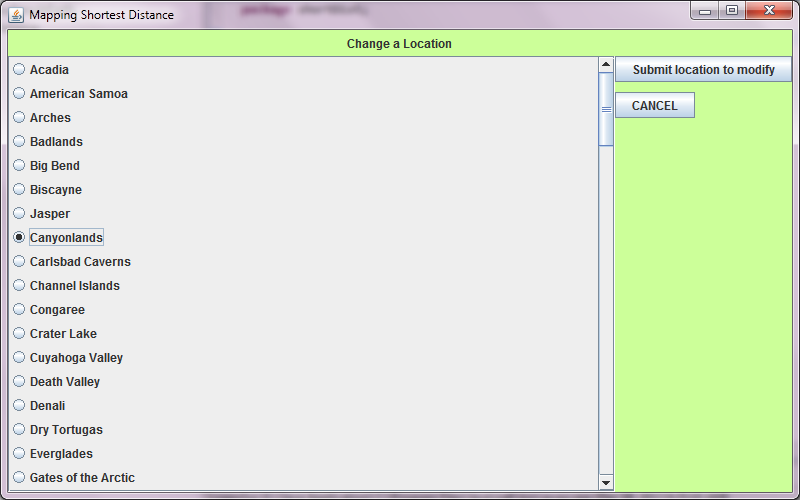 Mapping Shortest Distance
Change a Location
Acadia
American Samoa
Arches
Badlands
Big Bend
Biscayne
Jasper
Canyonlands
Carlsbad Caverns
Channel Islands
Congaree
Crater Lake
Cuyahoga Valley
Death Valley
Denali
Dry Tortugas
Everglades
Gates of the Arctic
Submit location to modify
CANCEL